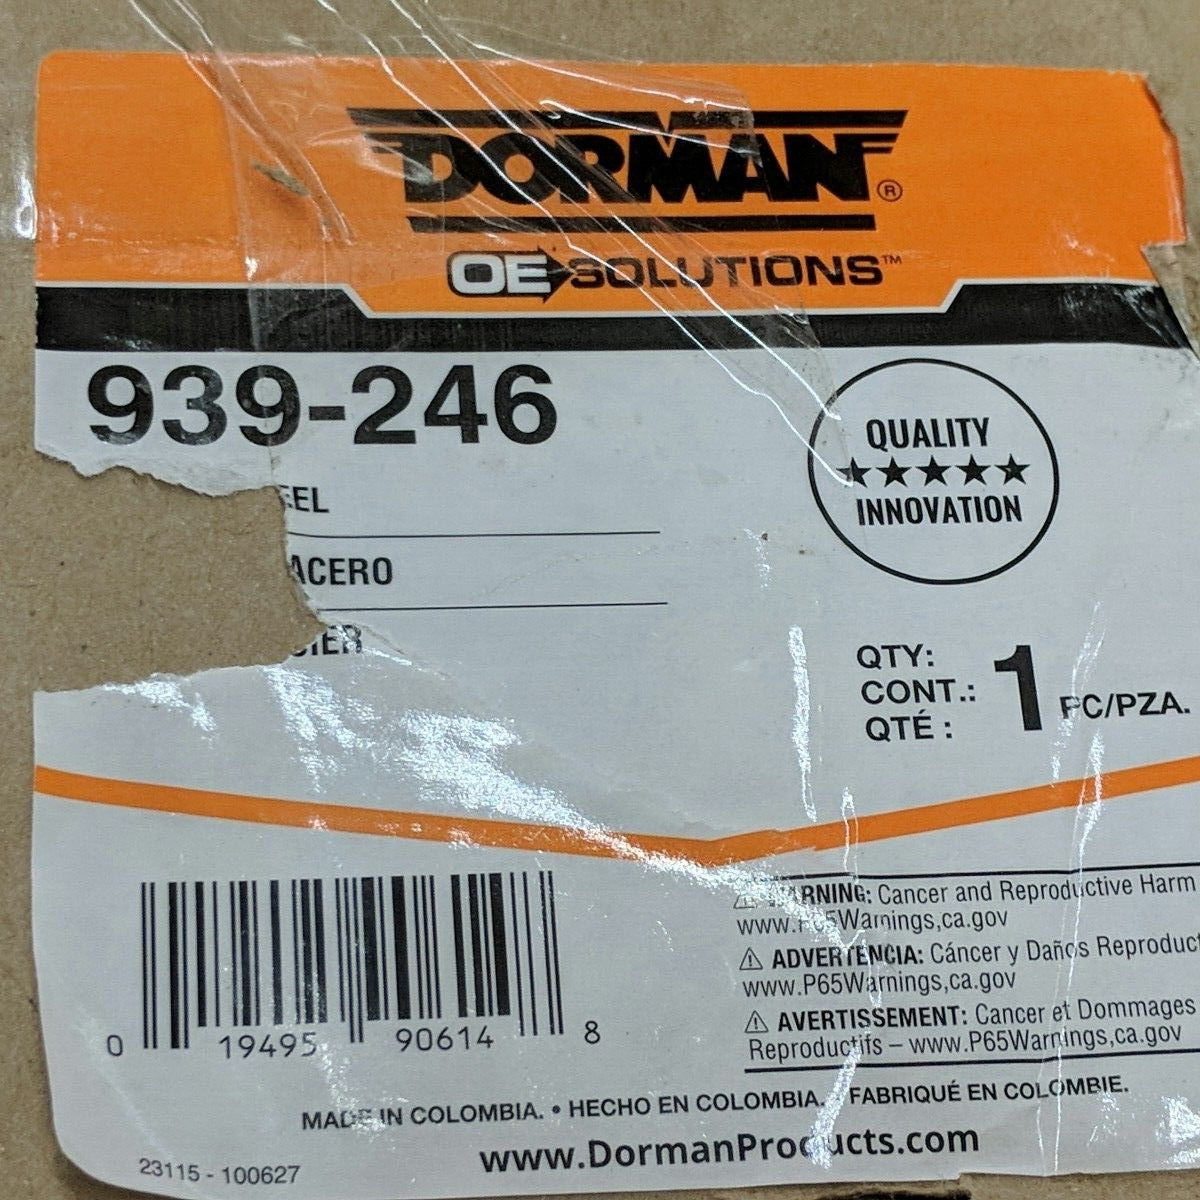 DORMAN®
OE SOLUTIONS™
939-246
EEL
ACERO
CIER
QUALITY
★★★★★
INNOVATION
QTY:
CONT.:
QTÉ :
1 PC/PZA.
⚠ WARNING: Cancer and Reproductive Harm
www.P65Warnings,ca.gov
⚠ ADVERTENCIA: Cáncer y Daños Reproduct
www.P65Warnings,ca.gov
⚠ AVERTISSEMENT: Cancer et Dommages
Reproductifs – www.P65Warnings,ca.gov
0 19495 90614 8
MADE IN COLOMBIA. • HECHO EN COLOMBIA. FABRIQUÉ EN COLOMBIE.
www.DormanProducts.com
23115 - 100627